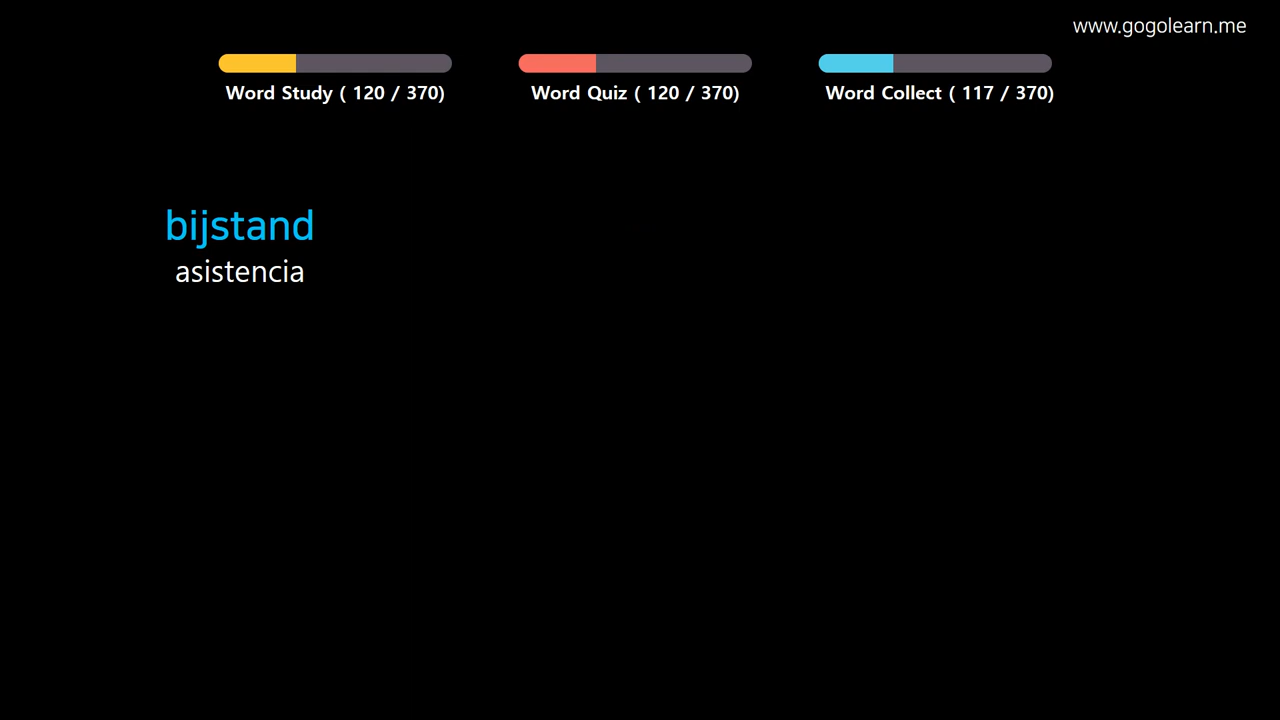 www.gogolearn.me
Word Study ( 120 / 370)
Word Quiz ( 120 / 370)
Word Collect ( 117 / 370)
bijstand
asistencia